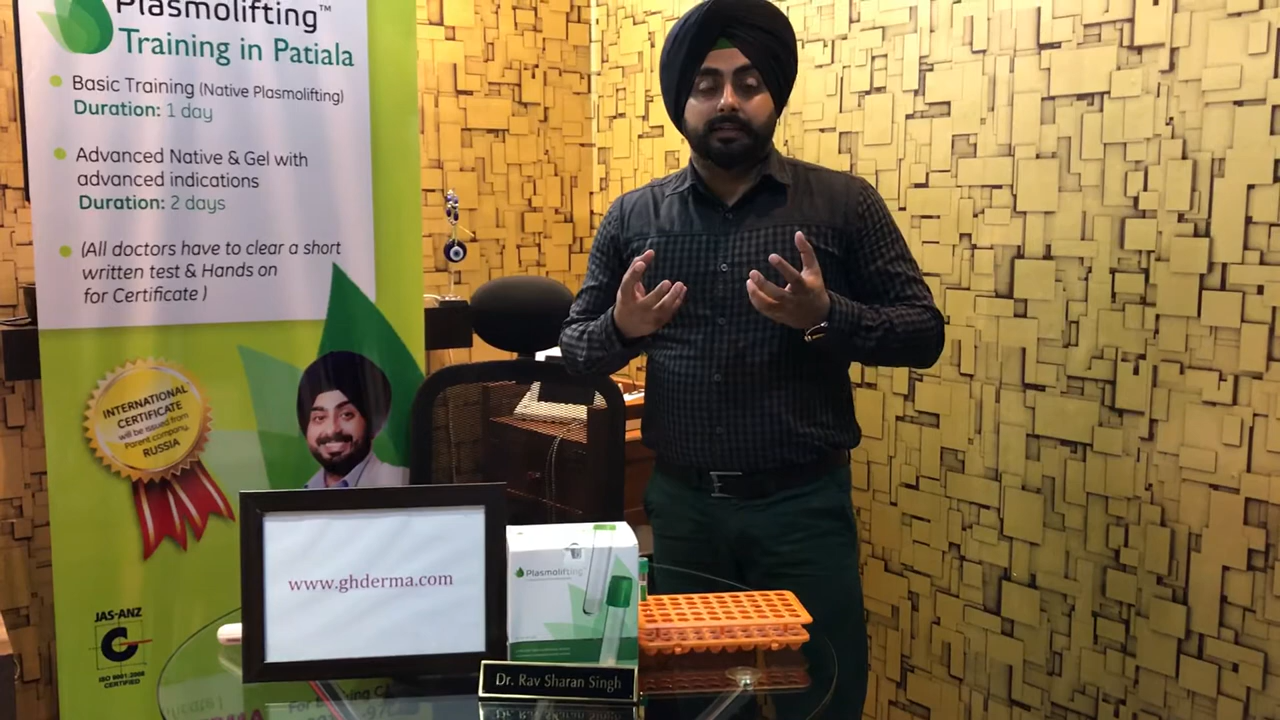 Plasmolifting™
Training in Patiala
Basic Training (Native Plasmolifting)
Duration: 1 day
Advanced Native & Gel with
advanced indications
Duration: 2 days
(All doctors have to clear a short
written test & Hands on
for Certificate )
INTERNATIONAL
CERTIFICATE
will be issued from
Parent company,
RUSSIA
JAS-ANZ
ISO 9001:2008
CERTIFIED
www.ghderma.com
Plasmolifting™
Dr. Rav Sharan Singh